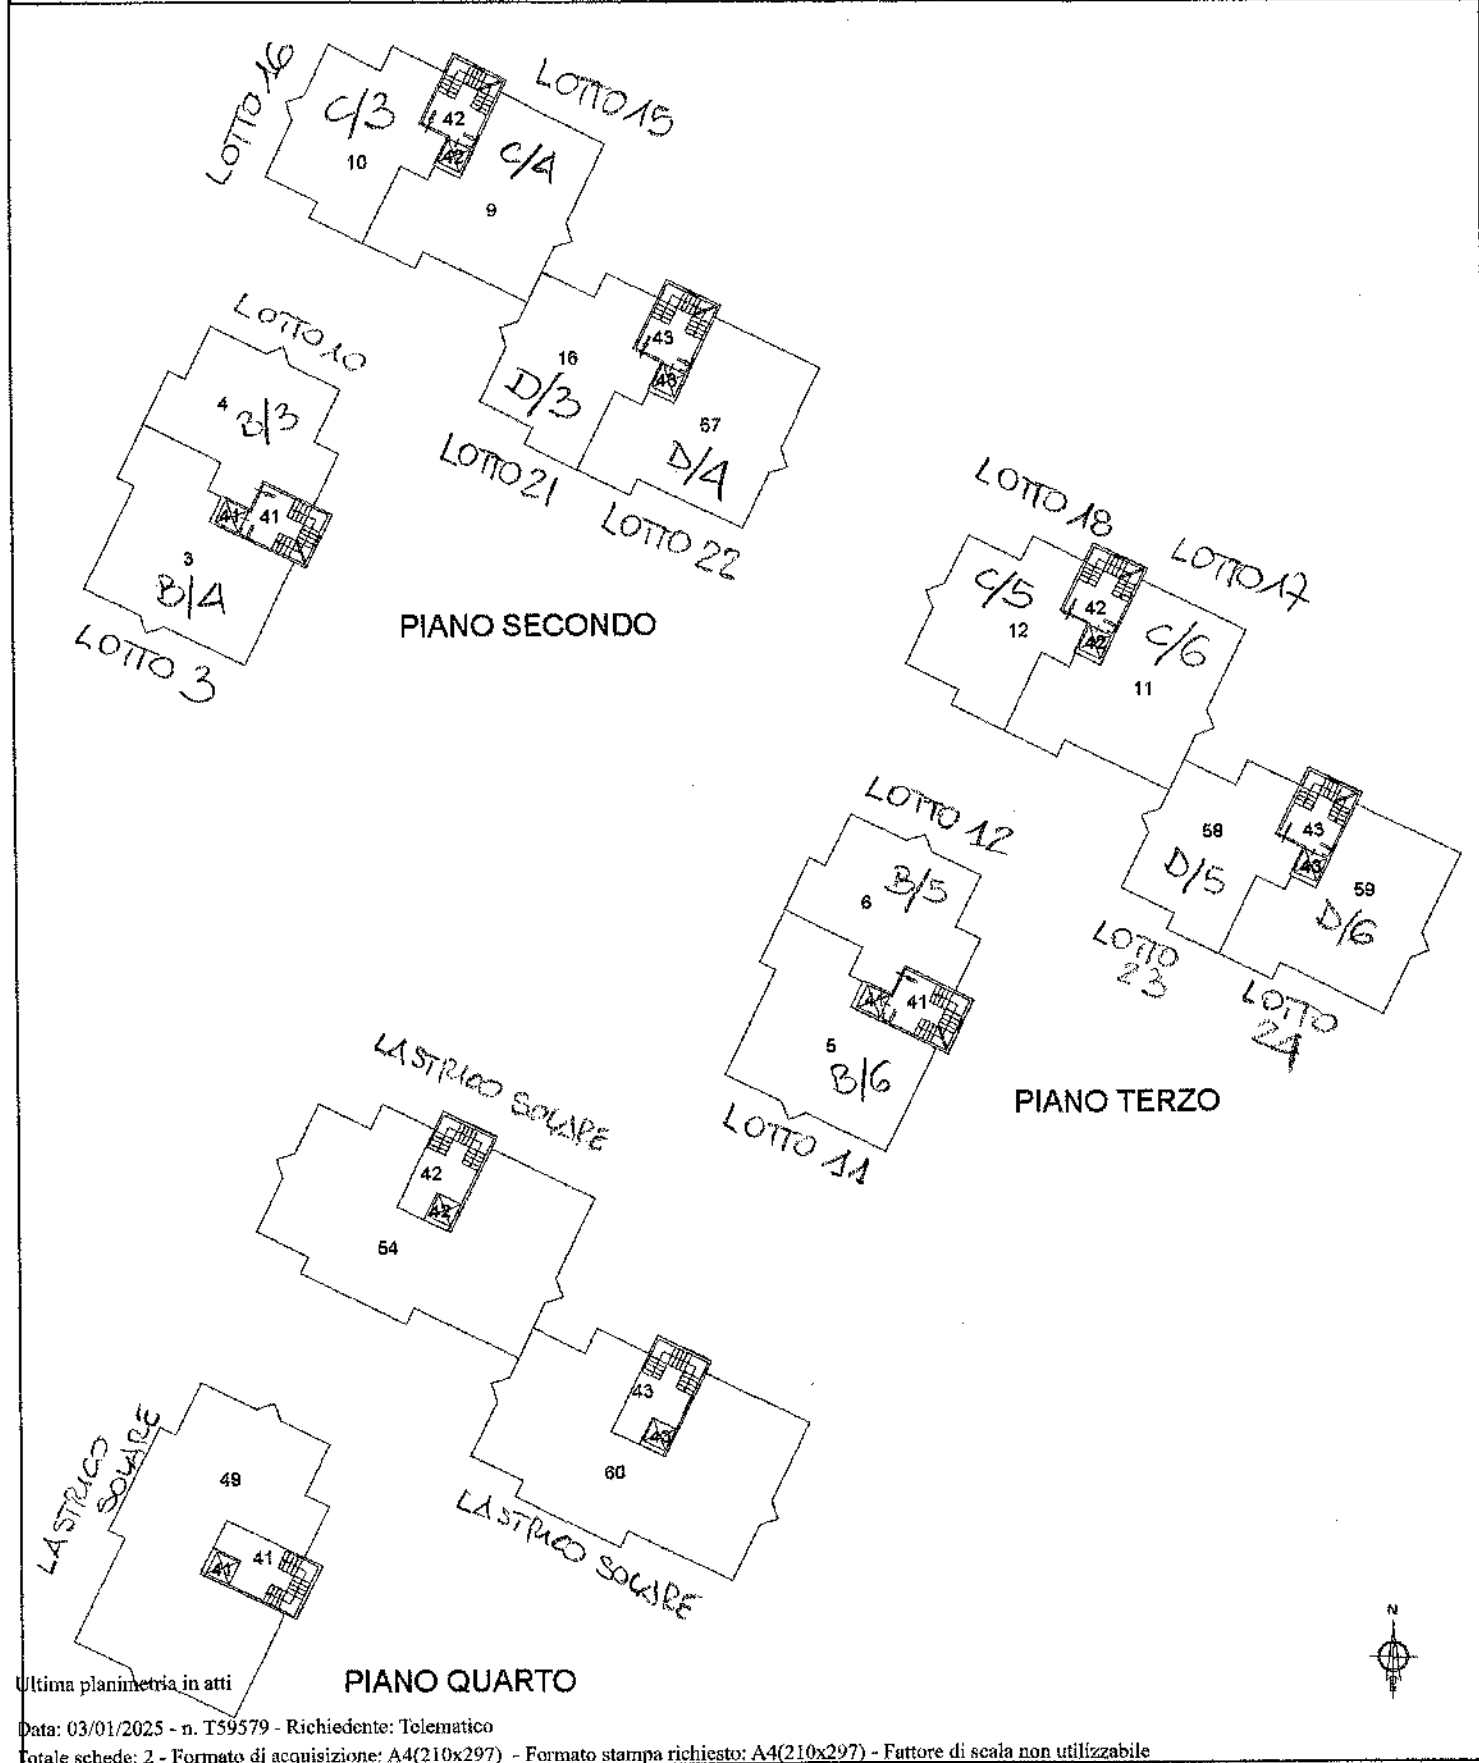 LOTTO 16
LOTTO 15
C/3
10
42
42
C/4
9
LOTTO 10
4
B/3
41
41
3
B/4
LOTTO 3
16
D/3
43
43
57
D/4
LOTTO 21
LOTTO 22
PIANO SECONDO
LOTTO 18
LOTTO 17
C/5
12
42
42
C/6
11
LOTTO 12
6
B/5
41
41
5
B/6
LOTTO 11
58
D/5
43
43
59
D/6
LOTTO
23
LOTTO
24
PIANO TERZO
LASTRICO SOLARE
42
42
54
43
43
60
LASTRICO SOLARE
LASTRICO
SOLARE
49
41
41
PIANO QUARTO
N
Ultima planimetria in atti
Data: 03/01/2025 - n. T59579 - Richiedente: Telematico
Totale schede: 2 - Formato di acquisizione: A4(210x297) - Formato stampa richiesto: A4(210x297) - Fattore di scala non utilizzabile